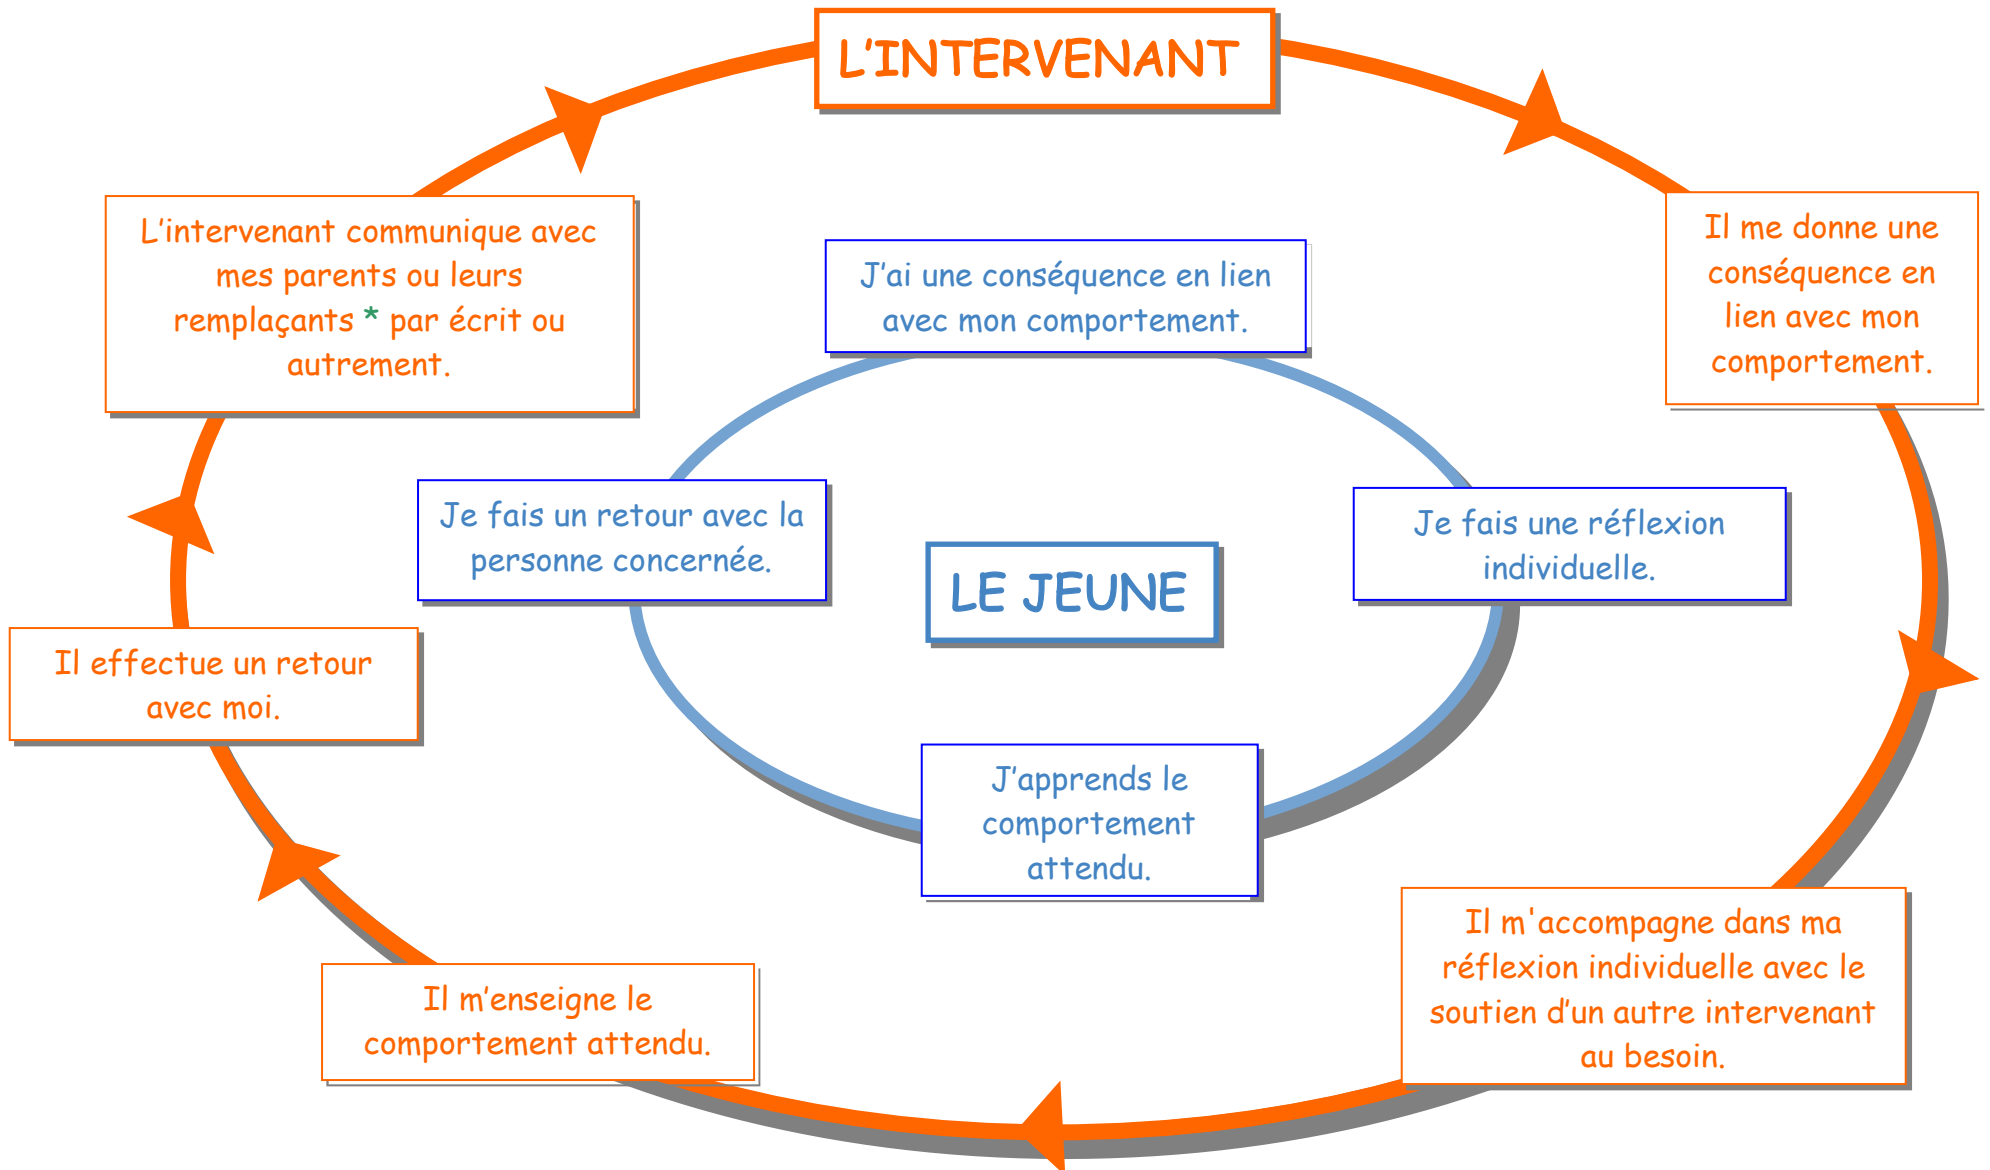 L’INTERVENANT
Il me donne une
conséquence en
lien avec mon
comportement.
Il m'accompagne dans ma
réflexion individuelle avec le
soutien d’un autre intervenant
au besoin.
Il m’enseigne le
comportement attendu.
Il effectue un retour
avec moi.
L’intervenant communique avec
mes parents ou leurs
remplaçants * par écrit ou
autrement.
LE JEUNE
J’ai une conséquence en lien
avec mon comportement.
Je fais une réflexion
individuelle.
J’apprends le
comportement
attendu.
Je fais un retour avec la
personne concernée.